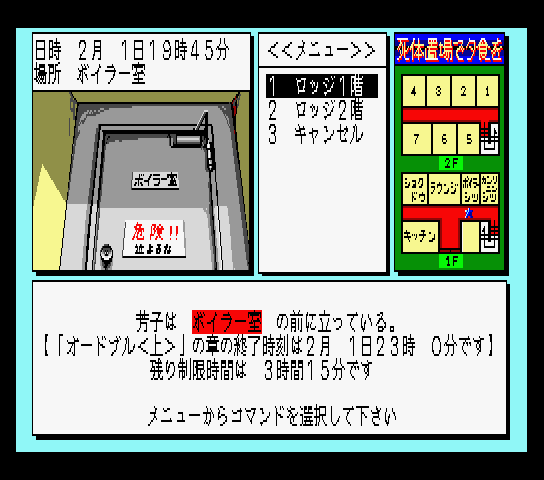 日時 2月 1日19時45分
場所 ボイラー室
<<メニュー>>
1 ロッジ1階
2 ロッジ2階
3 キャンセル
死体置場で夕食を
4 3 2 1
7 6 5
2F
ショクドウ ラウンジ ボイラーシツ カンリシツ
キッチン
1F
ボイラー室
危険!!
立よるな
芳子は ボイラー室 の前に立っている。
【「オードブル<上>」の章の終了時刻は2月 1日23時 0分です】
残り制限時間は 3時間15分です
メニューからコマンドを選択して下さい